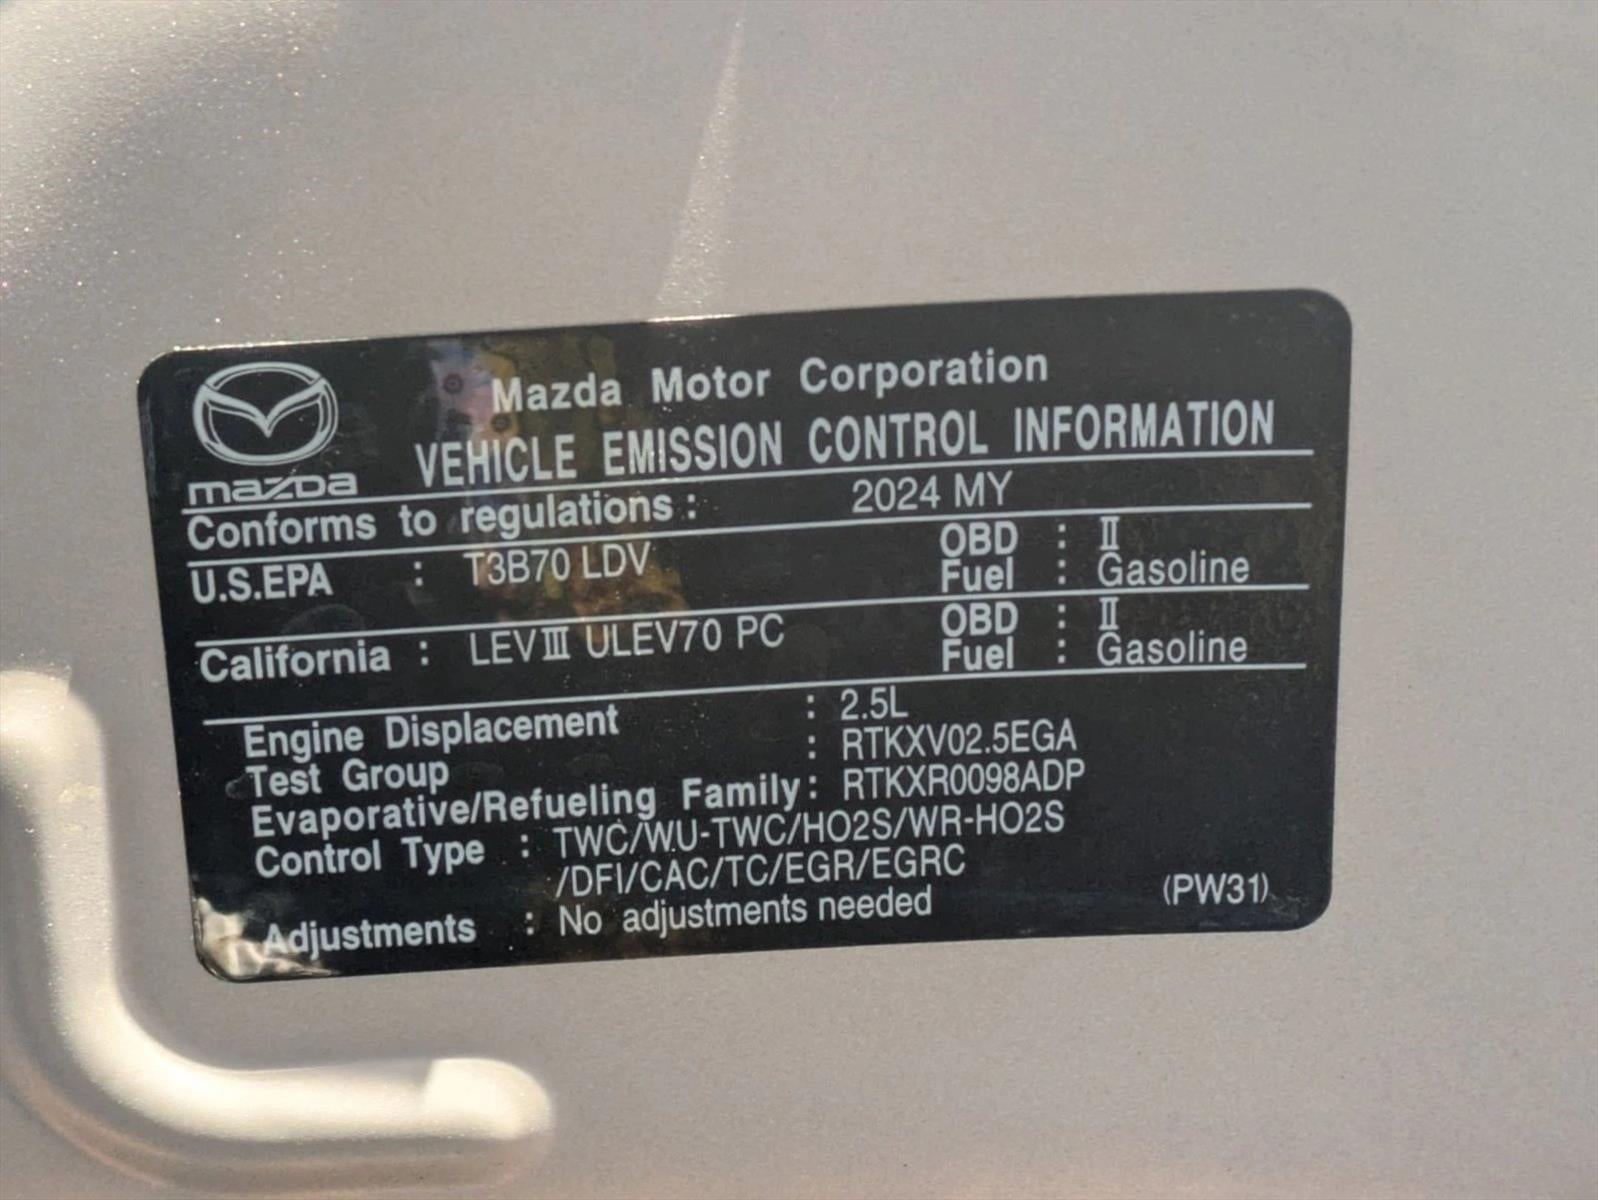 Mazda Motor Corporation
mazda VEHICLE EMISSION CONTROL INFORMATION
Conforms to regulations : 2024 MY
U.S.EPA : T3B70 LDV OBD : II
Fuel : Gasoline
California : LEVIII ULEV70 PC OBD : II
Fuel : Gasoline
Engine Displacement : 2.5L
Test Group : RTKXV02.5EGA
Evaporative/Refueling Family : RTKXR0098ADP
Control Type : TWC/WU-TWC/HO2S/WR-HO2S
/DFI/CAC/TC/EGR/EGRC
Adjustments : No adjustments needed (PW31)